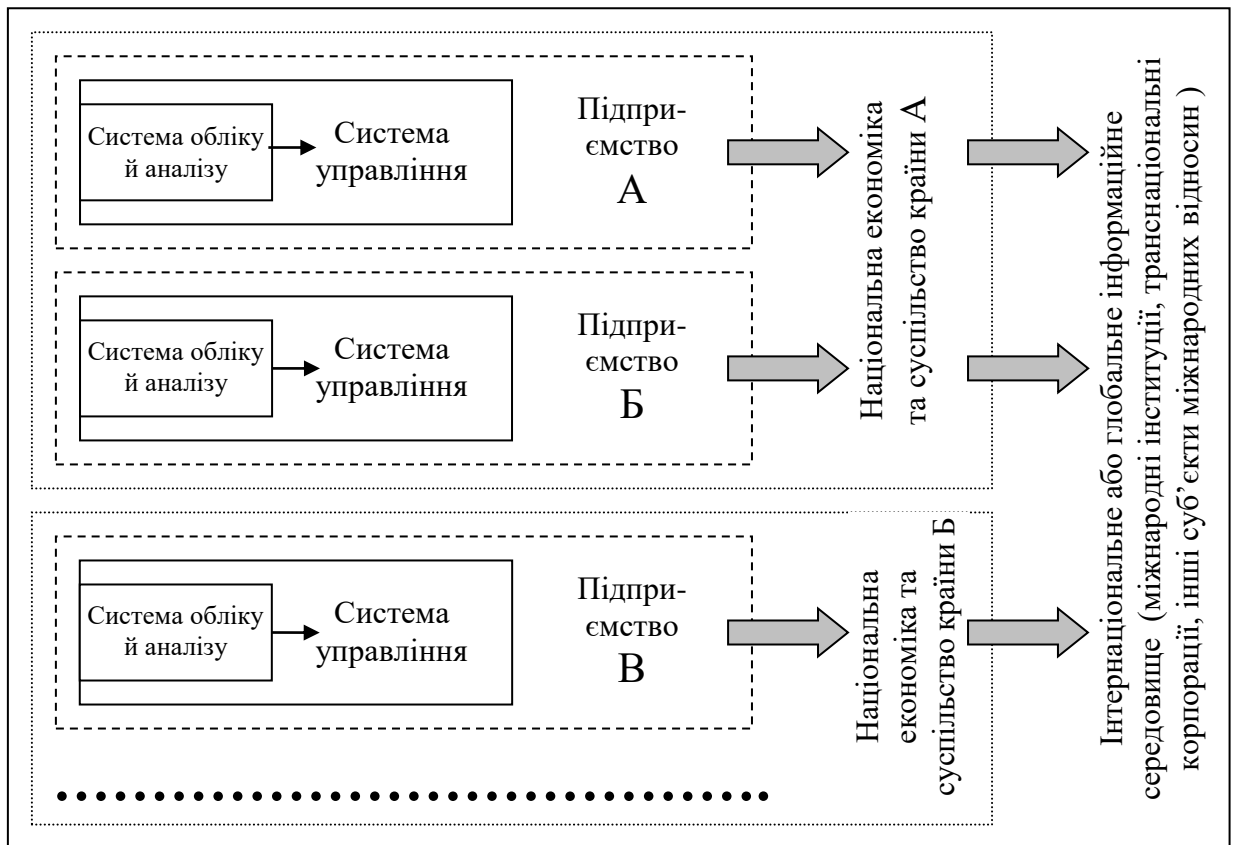 Система обліку
й аналізу
Система
управління
Підпри-
ємство
А
Система обліку
й аналізу
Система
управління
Підпри-
ємство
Б
Національна економіка
та суспільство країни А
Система обліку
й аналізу
Система
управління
Підпри-
ємство
В
Національна
економіка та
суспільство країни Б
Інтернаціональне або глобальне інформаційне
середовище (міжнародні інституції, транснаціональні
корпорації, інші суб’єкти міжнародних відносин )